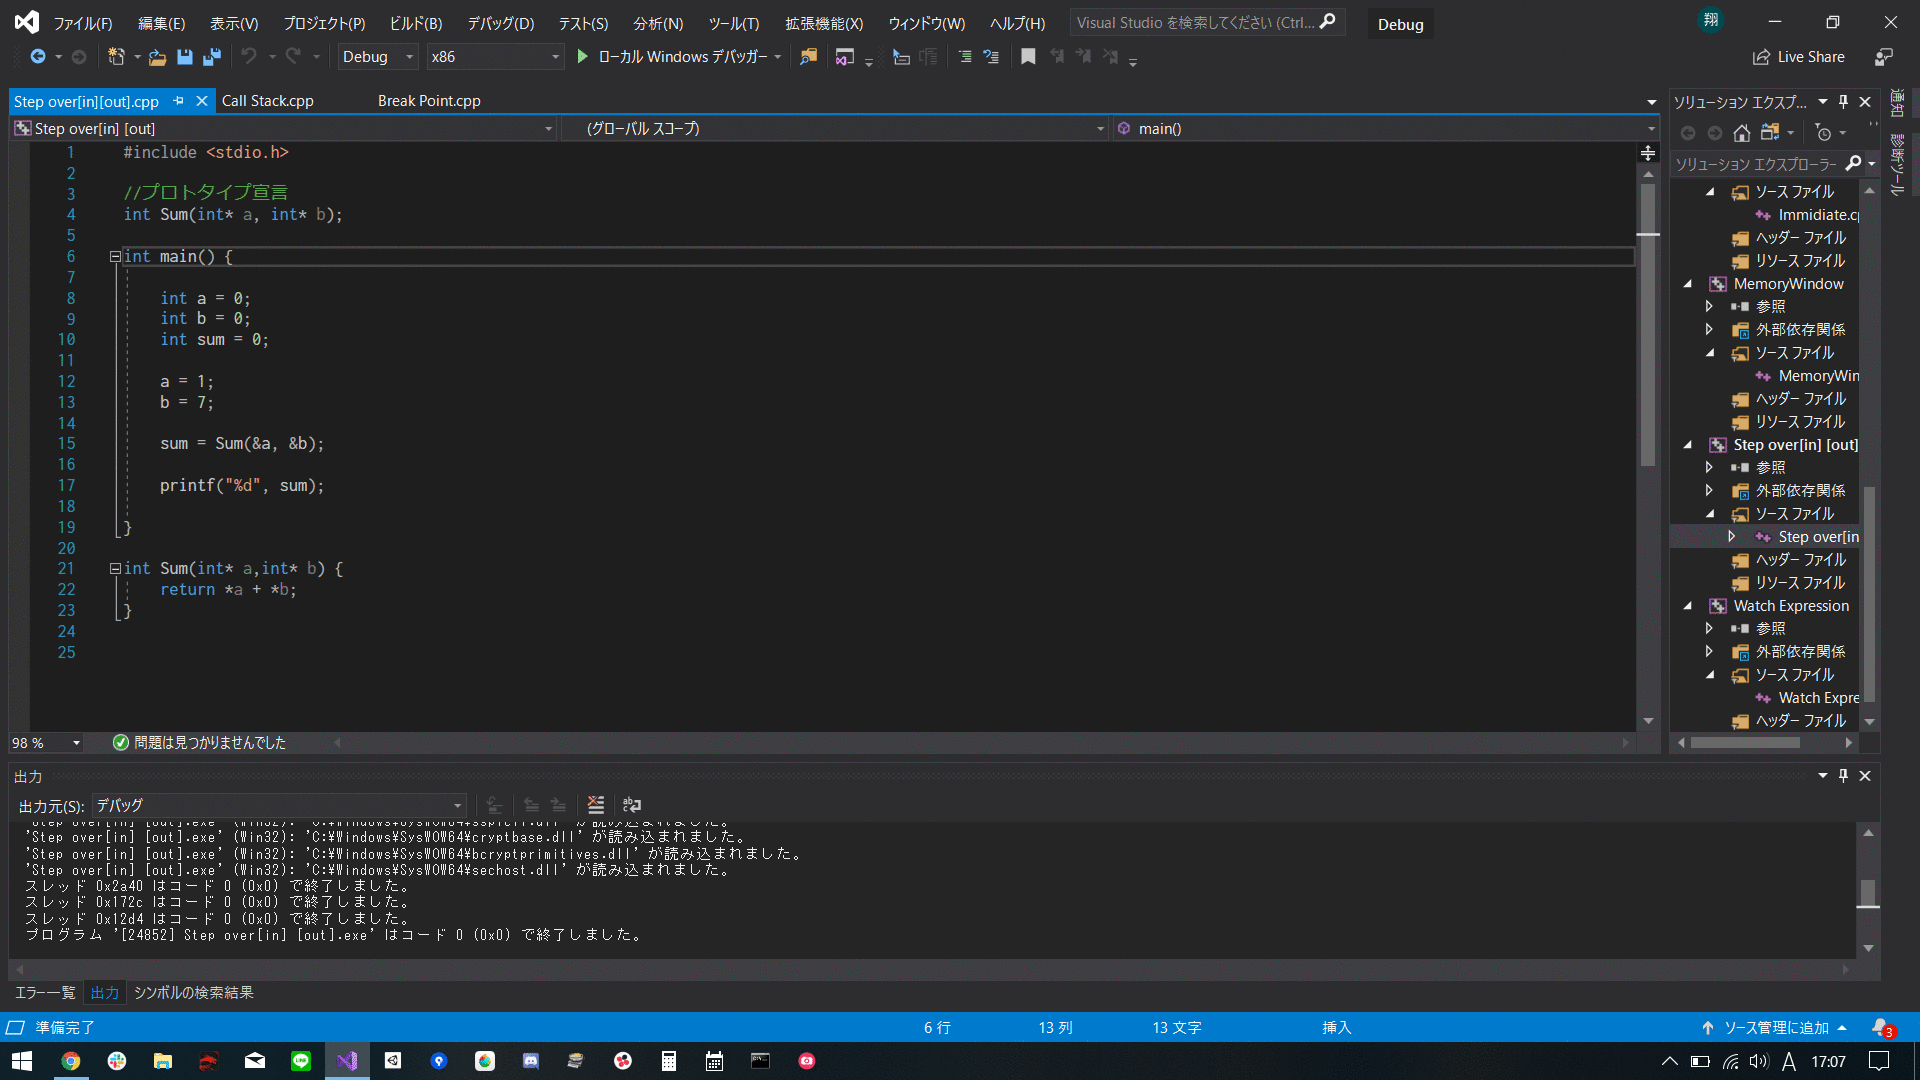 ファイル(F) 編集(E) 表示(V) プロジェクト(P) ビルド(B) デバッグ(D) テスト(S) 分析(N) ツール(T) 拡張機能(X) ウィンドウ(W) ヘルプ(H) Visual Studio を検索してください (Ctrl... Debug 翔
Debug x86 ローカル Windows デバッガー Live Share
Step over[in][out].cpp Call Stack.cpp Break Point.cpp
Step over[in] [out] (グローバル スコープ) main()
1 #include <stdio.h>
2
3 //プロトタイプ宣言
4 int Sum(int* a, int* b);
5
6 int main() {
7
8 int a = 0;
9 int b = 0;
10 int sum = 0;
11
12 a = 1;
13 b = 7;
14
15 sum = Sum(&a, &b);
16
17 printf("%d", sum);
18
19 }
20
21 int Sum(int* a,int* b) {
22 return *a + *b;
23 }
24
25
98 % 問題は見つかりませんでした
ソリューション エクスプ...
ソリューション エクスプローラー
ソース ファイル
Immidiate.c
ヘッダー ファイル
リソース ファイル
MemoryWindow
参照
外部依存関係
ソース ファイル
MemoryWin
ヘッダー ファイル
リソース ファイル
Step over[in] [out]
参照
外部依存関係
ソース ファイル
Step over[in
ヘッダー ファイル
リソース ファイル
Watch Expression
参照
外部依存関係
ソース ファイル
Watch Expre
ヘッダー ファイル
通知
診断ツール
出力
出力元(S): デバッグ
'Step over[in] [out].exe' (Win32): 'C:¥Windows¥SysWOW64¥sspicli.dll' が読み込まれました。
'Step over[in] [out].exe' (Win32): 'C:¥Windows¥SysWOW64¥cryptbase.dll' が読み込まれました。
'Step over[in] [out].exe' (Win32): 'C:¥Windows¥SysWOW64¥bcryptprimitives.dll' が読み込まれました。
'Step over[in] [out].exe' (Win32): 'C:¥Windows¥SysWOW64¥sechost.dll' が読み込まれました。
スレッド 0x2a40 はコード 0 (0x0) で終了しました。
スレッド 0x172c はコード 0 (0x0) で終了しました。
スレッド 0x12d4 はコード 0 (0x0) で終了しました。
プログラム '[24852] Step over[in] [out].exe' はコード 0 (0x0) で終了しました。
エラー一覧 出力 シンボルの検索結果
準備完了 6 行 13 列 13 文字 挿入 ソース管理に追加 3
A 17:07